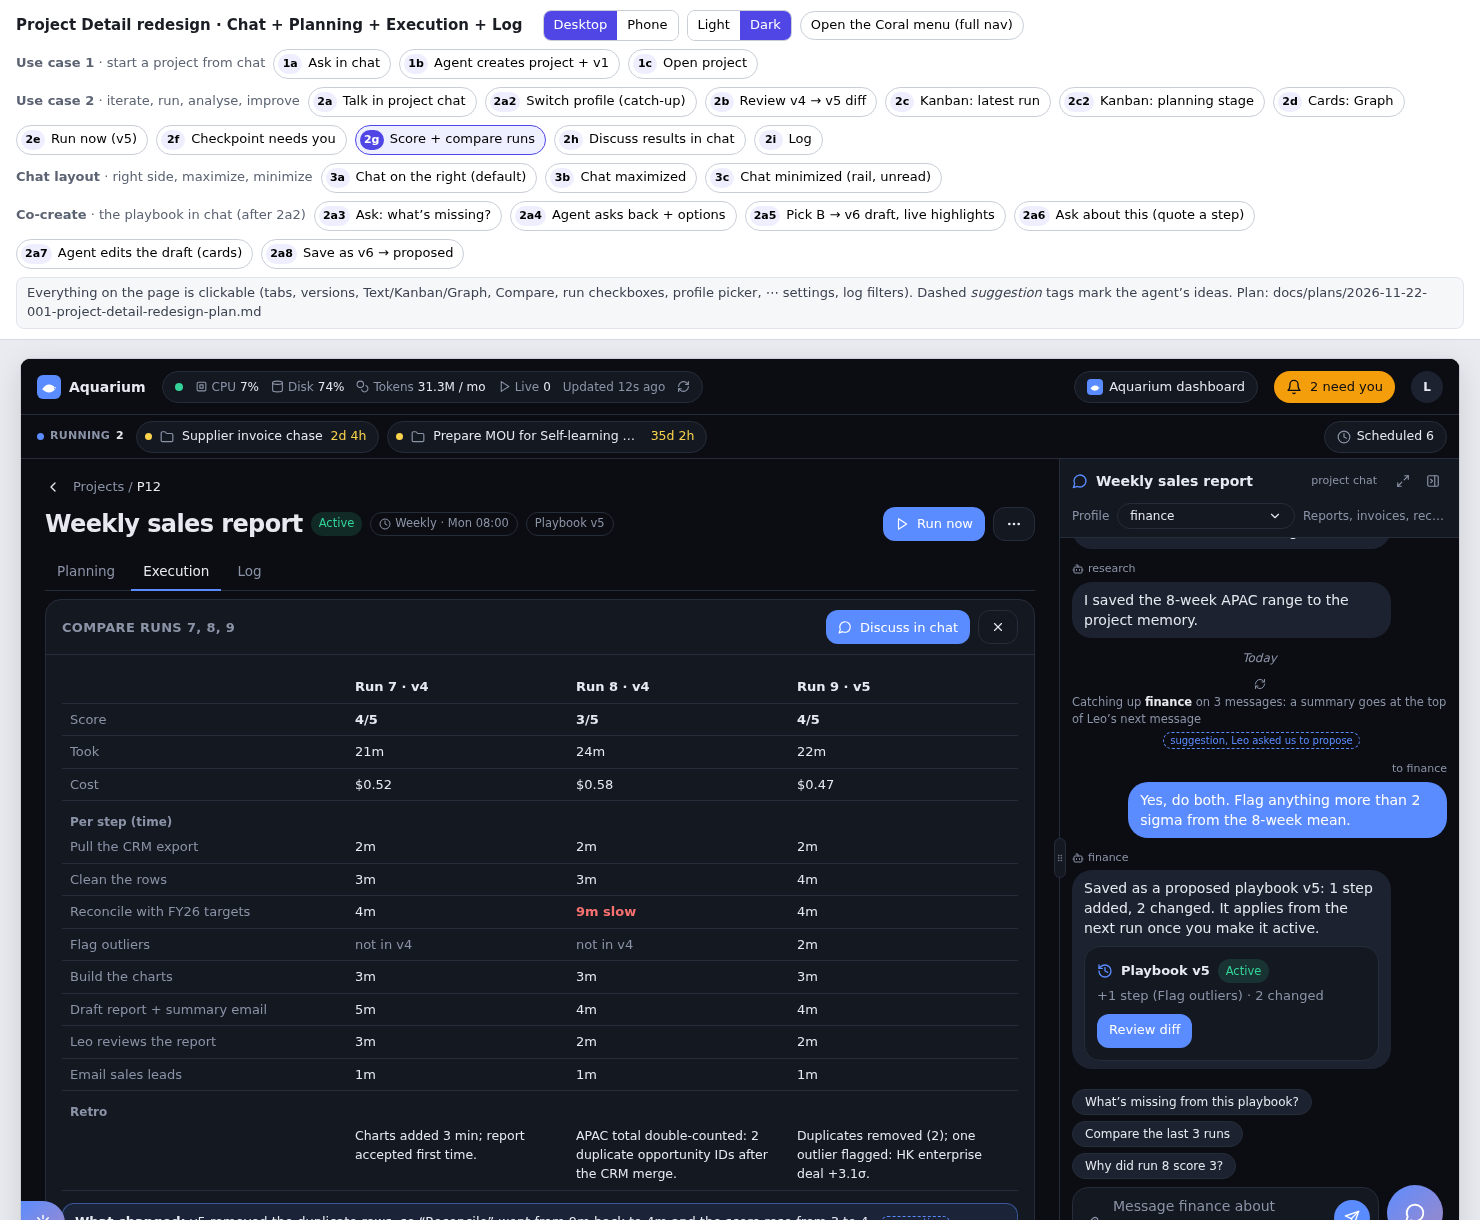 Project Detail redesign · Chat + Planning + Execution + Log
Desktop Phone Light Dark Open the Coral menu (full nav)
Use case 1 · start a project from chat 1a Ask in chat 1b Agent creates project + v1 1c Open project
Use case 2 · iterate, run, analyse, improve 2a Talk in project chat 2a2 Switch profile (catch-up) 2b Review v4 → v5 diff 2c Kanban: latest run 2c2 Kanban: planning stage 2d Cards: Graph
2e Run now (v5) 2f Checkpoint needs you 2g Score + compare runs 2h Discuss results in chat 2i Log
Chat layout · right side, maximize, minimize 3a Chat on the right (default) 3b Chat maximized 3c Chat minimized (rail, unread)
Co-create · the playbook in chat (after 2a2) 2a3 Ask: what's missing? 2a4 Agent asks back + options 2a5 Pick B → v6 draft, live highlights 2a6 Ask about this (quote a step)
2a7 Agent edits the draft (cards) 2a8 Save as v6 → proposed
Everything on the page is clickable (tabs, versions, Text/Kanban/Graph, Compare, run checkboxes, profile picker, ··· settings, log filters). Dashed suggestion tags mark the agent's ideas. Plan: docs/plans/2026-11-22-
001-project-detail-redesign-plan.md
Aquarium CPU 7% Disk 74% Tokens 31.3M / mo Live 0 Updated 12s ago Aquarium dashboard 2 need you L
RUNNING 2 Supplier invoice chase 2d 4h Prepare MOU for Self-learning ... 35d 2h Scheduled 6
Projects / P12
Weekly sales report Active Weekly · Mon 08:00 Playbook v5 Run now
Planning Execution Log
COMPARE RUNS 7, 8, 9 Discuss in chat
Run 7 · v4 Run 8 · v4 Run 9 · v5
Score 4/5 3/5 4/5
Took 21m 24m 22m
Cost $0.52 $0.58 $0.47
Per step (time)
Pull the CRM export 2m 2m 2m
Clean the rows 3m 3m 4m
Reconcile with FY26 targets 4m 9m slow 4m
Flag outliers not in v4 not in v4 2m
Build the charts 3m 3m 3m
Draft report + summary email 5m 4m 4m
Leo reviews the report 3m 2m 2m
Email sales leads 1m 1m 1m
Retro
Charts added 3 min; report
accepted first time.
APAC total double-counted: 2
duplicate opportunity IDs after
the CRM merge.
Duplicates removed (2); one
outlier flagged: HK enterprise
deal +3.1σ.
What changed: v5 removed the duplicate rows, so "Reconcile" went from 9m back to 4m and the score rose from 3 to 4.
Weekly sales report project chat
Profile finance Reports, invoices, rec...
research
I saved the 8-week APAC range to the
project memory.
Today
Catching up finance on 3 messages: a summary goes at the top
of Leo's next message
suggestion, Leo asked us to propose
to finance
Yes, do both. Flag anything more than 2
sigma from the 8-week mean.
finance
Saved as a proposed playbook v5: 1 step
added, 2 changed. It applies from the
next run once you make it active.
Playbook v5 Active
+1 step (Flag outliers) · 2 changed
Review diff
What's missing from this playbook?
Compare the last 3 runs
Why did run 8 score 3?
Message finance about